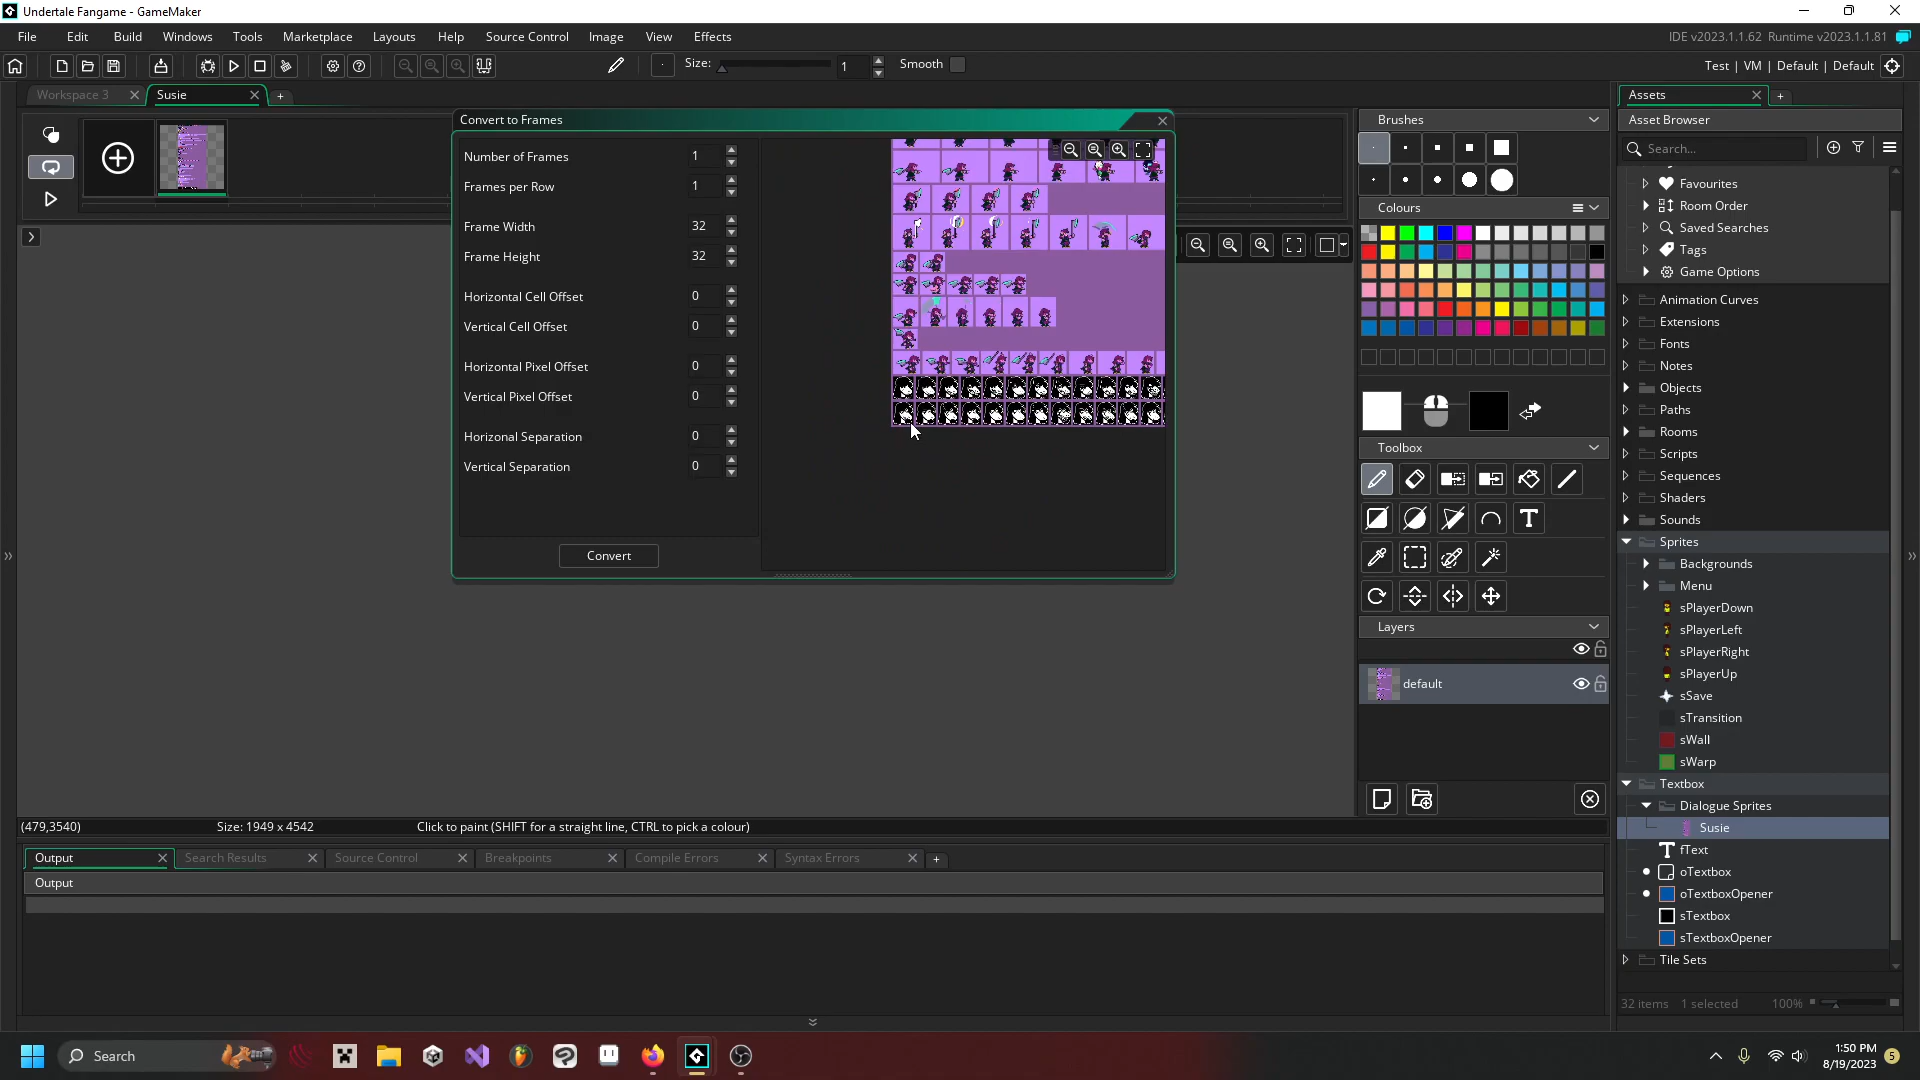 Undertale Fangame - GameMaker
File Edit Build Windows Tools Marketplace Layouts Help Source Control Image View Effects
IDE v2023.1.1.62 Runtime v2023.1.1.81
Size: 1 Smooth
Test | VM | Default | Default
Workspace 3 Susie
Assets
Convert to Frames
Brushes
Asset Browser
Number of Frames 1
Search...
Frames per Row 1
Favourites
Colours
Room Order
Frame Width 32
Saved Searches
Tags
Frame Height 32
Game Options
Horizontal Cell Offset 0
Animation Curves
Extensions
Vertical Cell Offset 0
Fonts
Notes
Horizontal Pixel Offset 0
Objects
Vertical Pixel Offset 0
Paths
Rooms
Horizonal Separation 0
Toolbox
Scripts
Vertical Separation 0
Sequences
Shaders
Sounds
Sprites
Convert
Backgrounds
Menu
sPlayerDown
Layers
sPlayerLeft
sPlayerRight
sPlayerUp
default
sSave
sTransition
sWall
sWarp
Textbox
Dialogue Sprites
(479,3540) Size: 1949 x 4542 Click to paint (SHIFT for a straight line, CTRL to pick a colour)
Susie
fText
Output Search Results Source Control Breakpoints Compile Errors Syntax Errors
oTextbox
Output
oTextboxOpener
sTextbox
sTextboxOpener
Tile Sets
32 items 1 selected 100%
Search
1:50 PM
8/19/2023
5